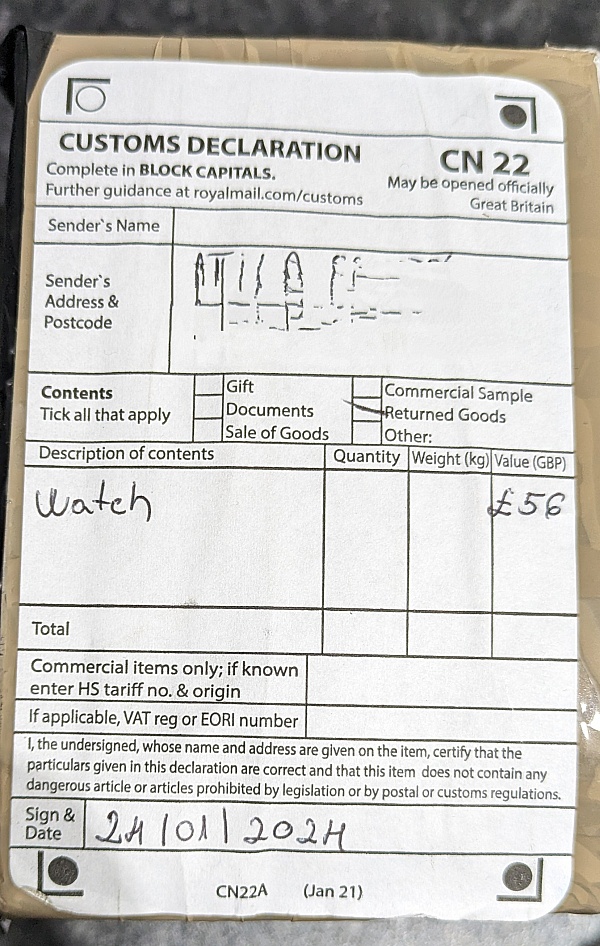 CUSTOMS DECLARATION
Complete in BLOCK CAPITALS.
Further guidance at royalmail.com/customs
CN 22
May be opened officially
Great Britain
Sender`s Name
Sender`s
Address &
Postcode
Contents
Tick all that apply
Gift
Documents
Sale of Goods
Commercial Sample
Returned Goods
Other:
Description of contents
Quantity
Weight (kg)
Value (GBP)
Watch
£56
Total
Commercial items only; if known
enter HS tariff no. & origin
If applicable, VAT reg or EORI number
I, the undersigned, whose name and address are given on the item, certify that the
particulars given in this declaration are correct and that this item does not contain any
dangerous article or articles prohibited by legislation or by postal or customs regulations.
Sign &
Date
24/01/2024
CN22A (Jan 21)